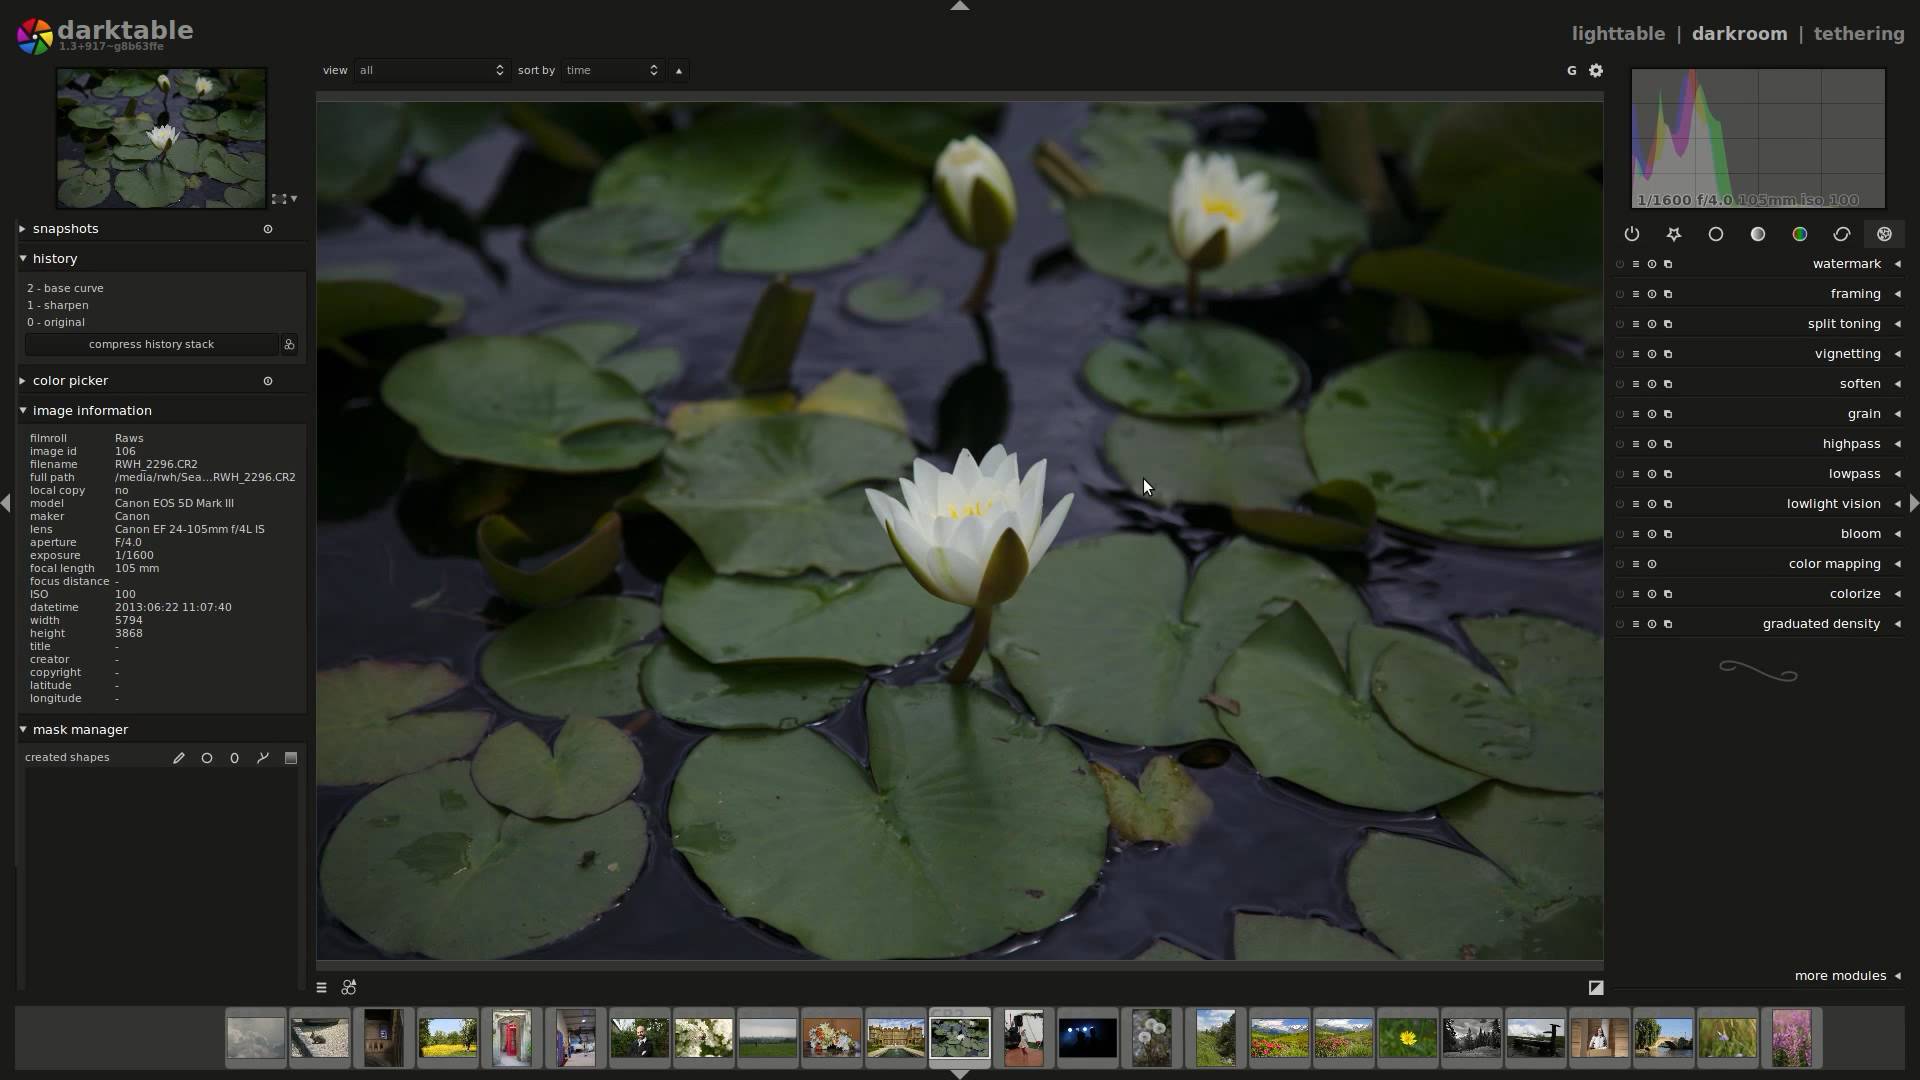 darktable
1.3+917~g8b63ffe
lighttable | darkroom | tethering
view all sort by time
G
1/1600 f/4.0 105mm iso 100
snapshots
history
2 - base curve
1 - sharpen
0 - original
compress history stack
color picker
image information
filmroll Raws
image id 106
filename RWH_2296.CR2
full path /media/rwh/Sea...RWH_2296.CR2
local copy no
model Canon EOS 5D Mark III
maker Canon
lens Canon EF 24-105mm f/4L IS
aperture F/4.0
exposure 1/1600
focal length 105 mm
focus distance -
ISO 100
datetime 2013:06:22 11:07:40
width 5794
height 3868
title -
creator -
copyright -
latitude -
longitude -
mask manager
created shapes
watermark
framing
split toning
vignetting
soften
grain
highpass
lowpass
lowlight vision
bloom
color mapping
colorize
graduated density
more modules